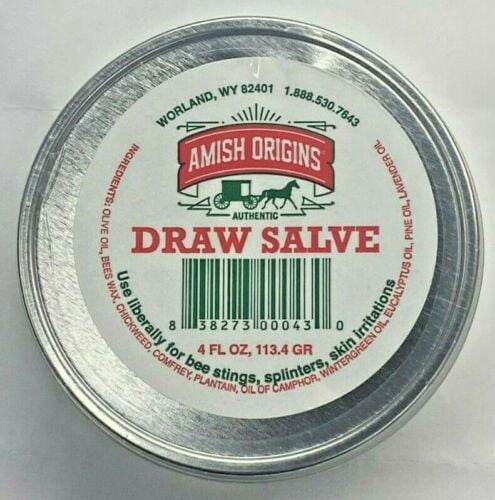 WORLAND, WY 82401 1.888.530.7643
AMISH ORIGINS
AUTHENTIC
DRAW SALVE
8 38273 00043 0
4 FL OZ, 113.4 GR
Use liberally for bee stings, splinters, skin irritations
INGREDIENTS: OLIVE OIL, BEES WAX, CHICKWEED, COMFREY, PLANTAIN, OIL OF CAMPHOR, WINTERGREEN OIL, EUCALYPTUS OIL, PINE OIL, LAVENDER OIL